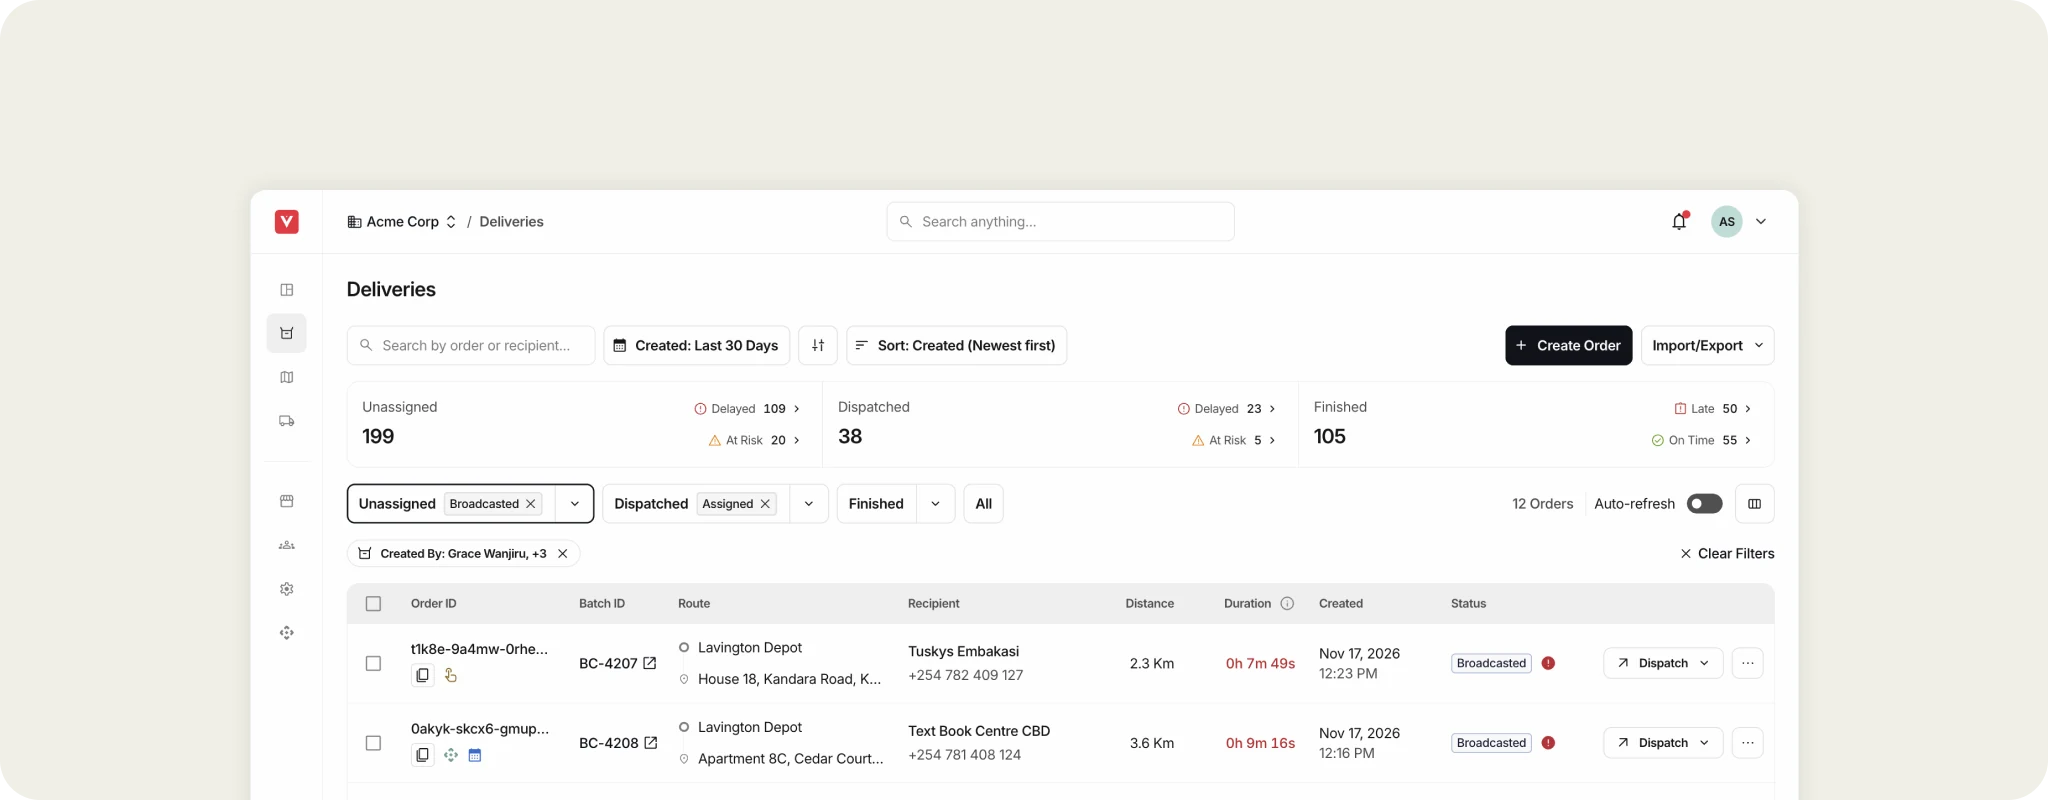 V
Acme Corp / Deliveries
Search anything...
AS
Deliveries
Search by order or recipient...
Created: Last 30 Days
Sort: Created (Newest first)
+ Create Order
Import/Export
Unassigned
199
Delayed 109
At Risk 20
Dispatched
38
Delayed 23
At Risk 5
Finished
105
Late 50
On Time 55
Unassigned Broadcasted
Dispatched Assigned
Finished
All
12 Orders
Auto-refresh
Created By: Grace Wanjiru, +3
Clear Filters
Order ID Batch ID Route Recipient Distance Duration Created Status
t1k8e-9a4mw-0rhe...
BC-4207
Lavington Depot
House 18, Kandara Road, K...
Tuskys Embakasi
+254 782 409 127
2.3 Km
0h 7m 49s
Nov 17, 2026
12:23 PM
Broadcasted
Dispatch
0akyk-skcx6-gmup...
BC-4208
Lavington Depot
Apartment 8C, Cedar Court...
Text Book Centre CBD
+254 781 408 124
3.6 Km
0h 9m 16s
Nov 17, 2026
12:16 PM
Broadcasted
Dispatch